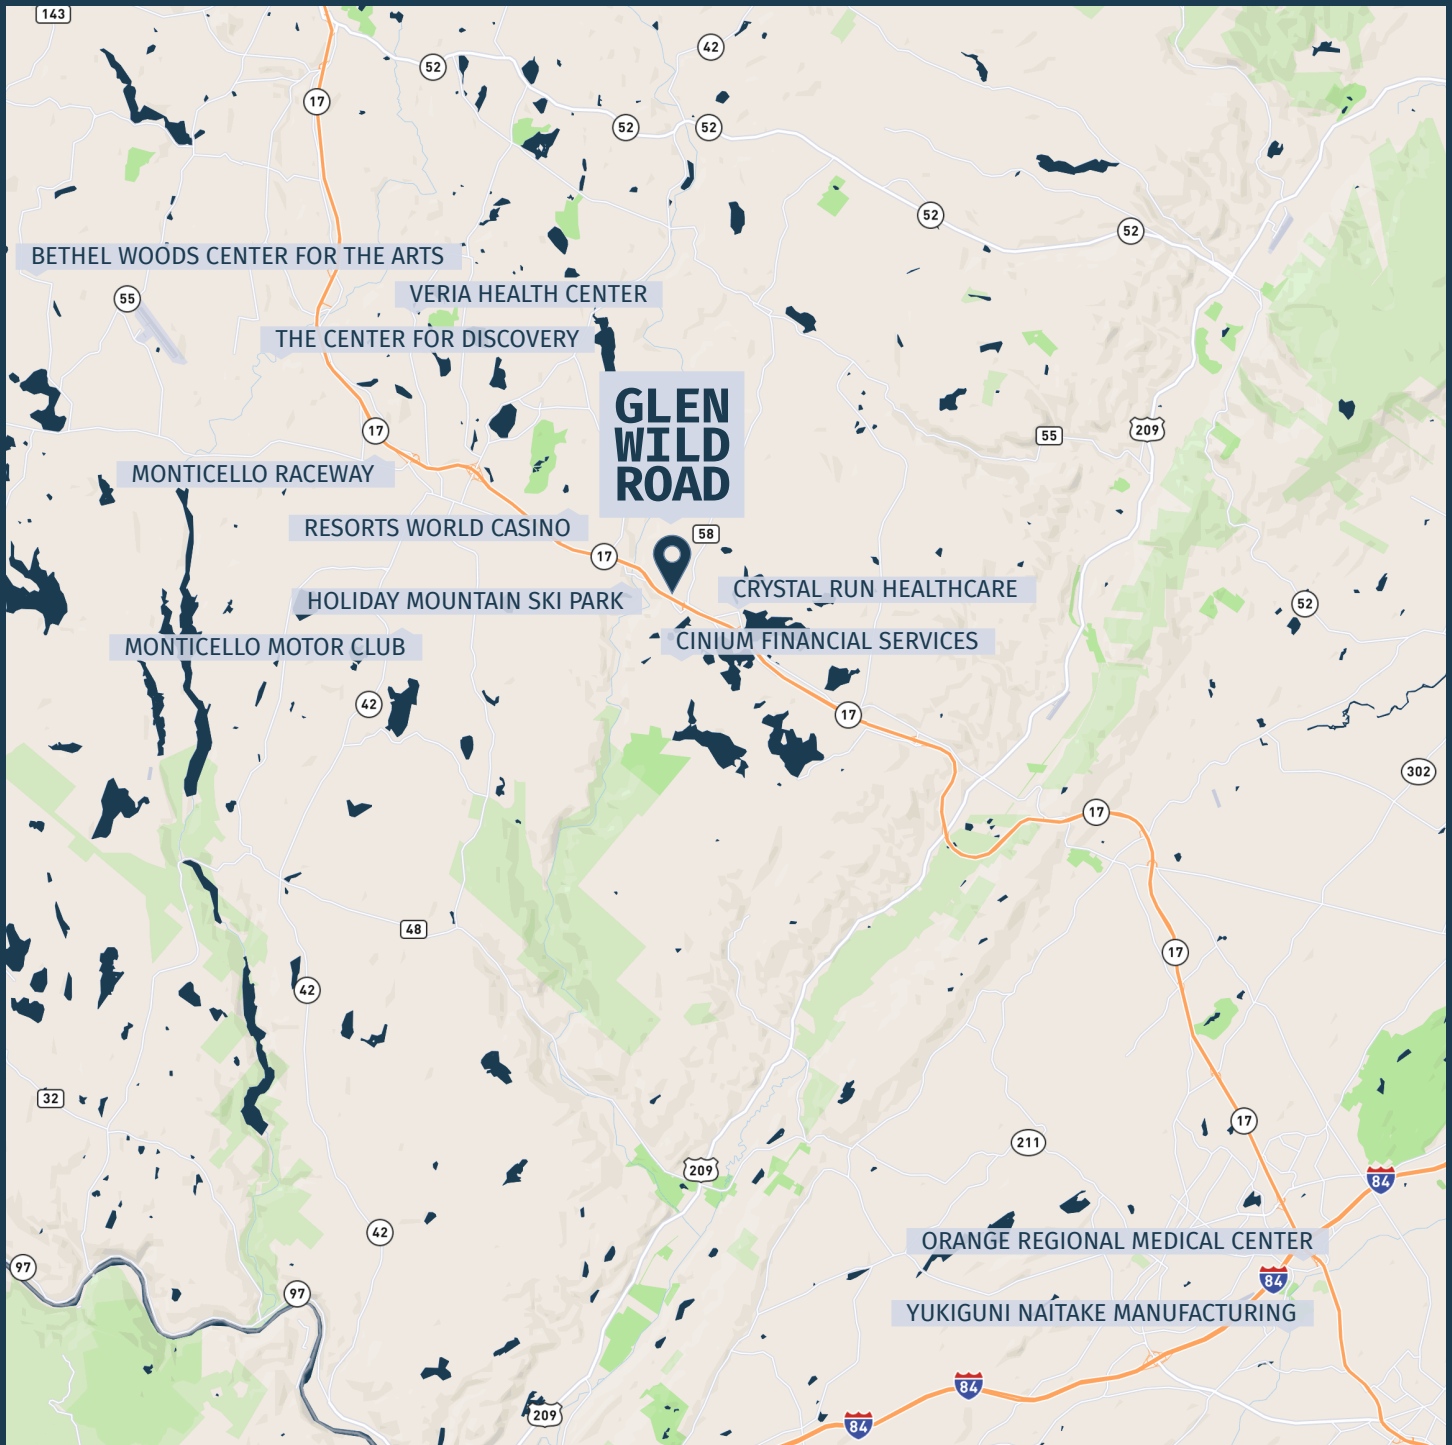 143
42
52
17
52
52
52
52
BETHEL WOODS CENTER FOR THE ARTS
VERIA HEALTH CENTER
55
THE CENTER FOR DISCOVERY
GLEN
WILD
ROAD
17
55
209
MONTICELLO RACEWAY
RESORTS WORLD CASINO
58
17
CRYSTAL RUN HEALTHCARE
HOLIDAY MOUNTAIN SKI PARK
52
CINIUM FINANCIAL SERVICES
MONTICELLO MOTOR CLUB
42
17
302
17
48
17
42
32
17
211
209
84
42
ORANGE REGIONAL MEDICAL CENTER
97
84
97
YUKIGUNI NAITAKE MANUFACTURING
84
209
84